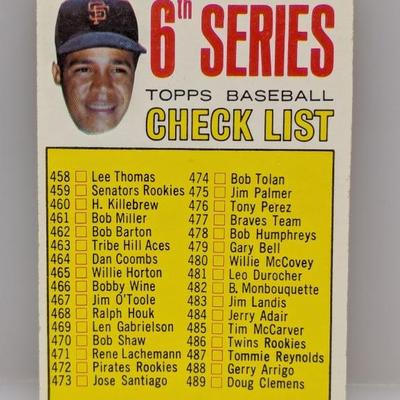 6th SERIES
TOPPS BASEBALL
CHECK LIST
SF
458 Lee Thomas
459 Senators Rookies
460 H. Killebrew
461 Bob Miller
462 Bob Barton
463 Tribe Hill Aces
464 Dan Coombs
465 Willie Horton
466 Bobby Wine
467 Jim O'Toole
468 Ralph Houk
469 Len Gabrielson
470 Bob Shaw
471 Rene Lachemann
472 Pirates Rookies
473 Jose Santiago
474 Bob Tolan
475 Jim Palmer
476 Tony Perez
477 Braves Team
478 Bob Humphreys
479 Gary Bell
480 Willie McCovey
481 Leo Durocher
482 B. Monbouquette
483 Jim Landis
484 Jerry Adair
485 Tim McCarver
486 Twins Rookies
487 Tommie Reynolds
488 Gerry Arrigo
489 Doug Clemens